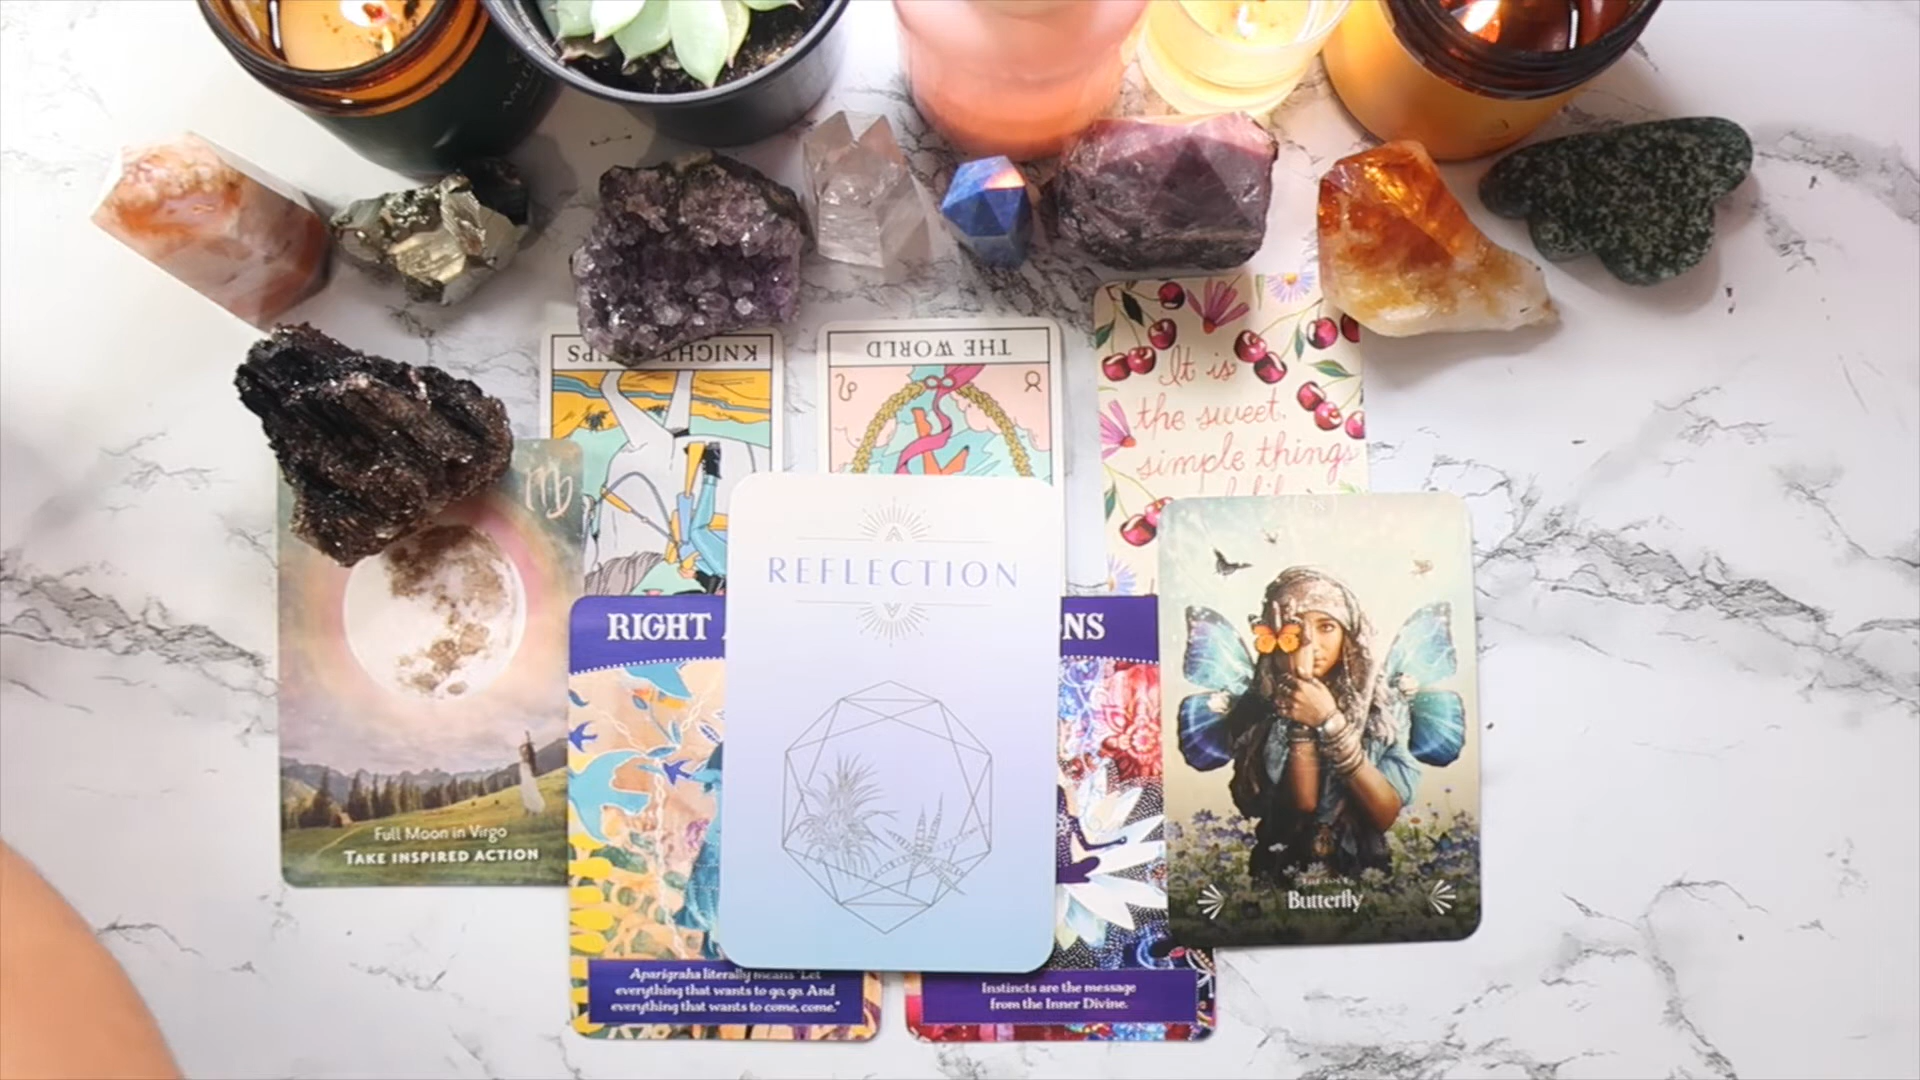 KNIGHT
THE WORLD
It is
the sweet,
simple things
REFLECTION
RIGHT
NS
Full Moon in Virgo
TAKE INSPIRED ACTION
Butterfly
Aparigraha literally means "Let
everything that wants to go, go. And
everything that wants to come, come."
Instincts are the message
from the Inner Divine.